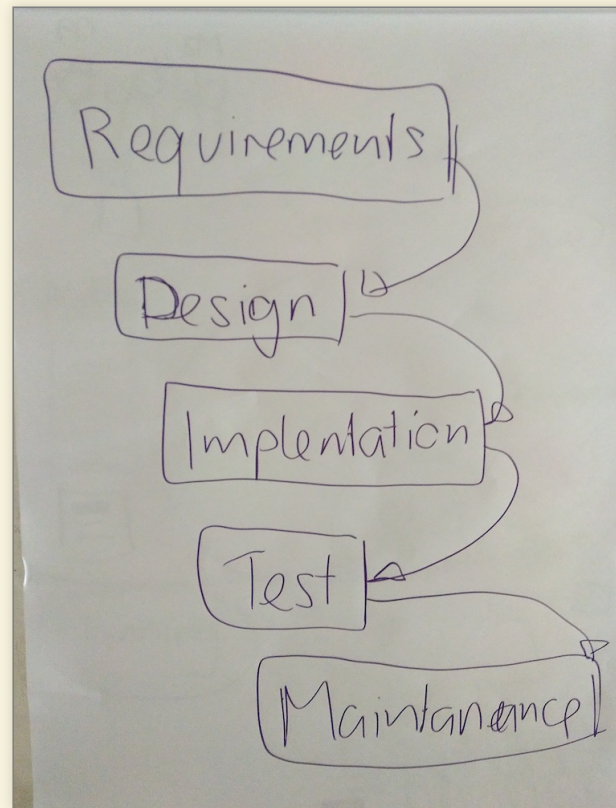 Requirements
Design
Implentation
Test
Maintanance